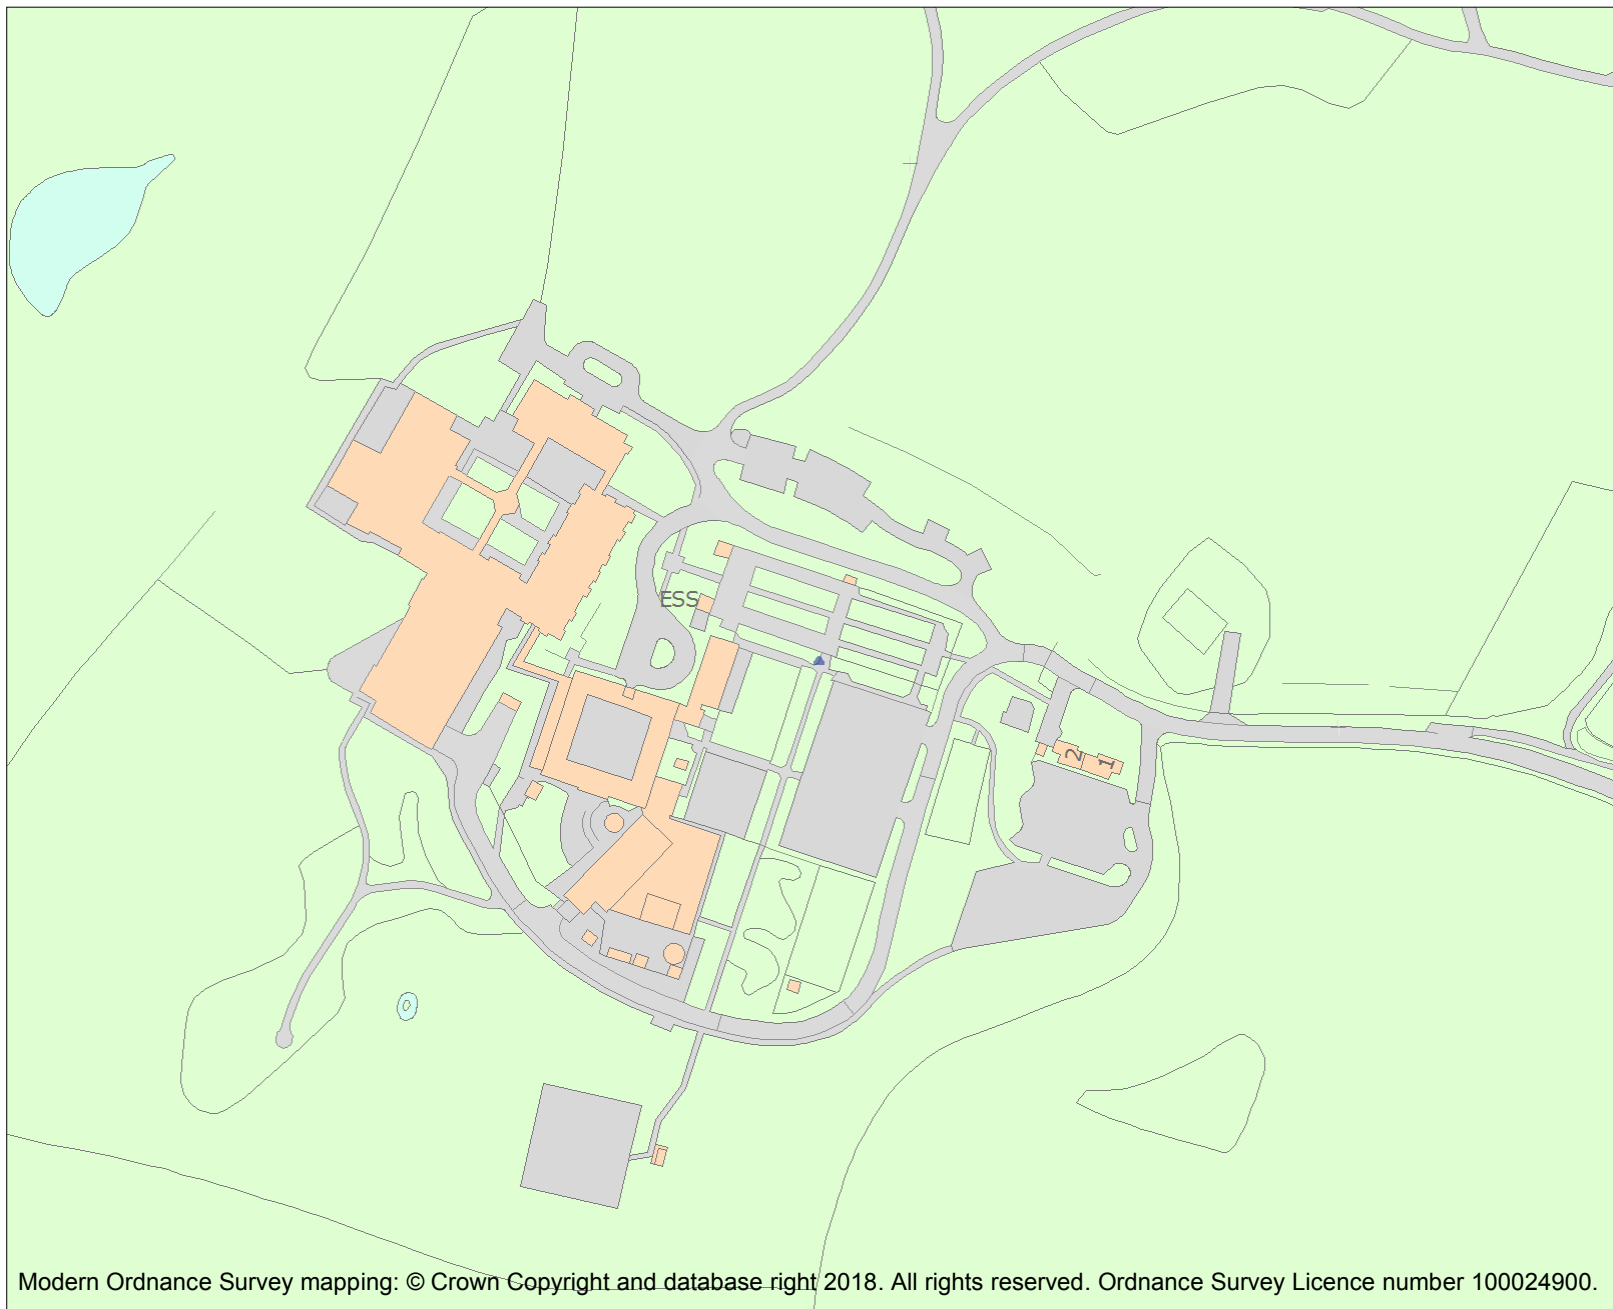 ESS
2
1
Modern Ordnance Survey mapping: © Crown Copyright and database right 2018. All rights reserved. Ordnance Survey Licence number 100024900.